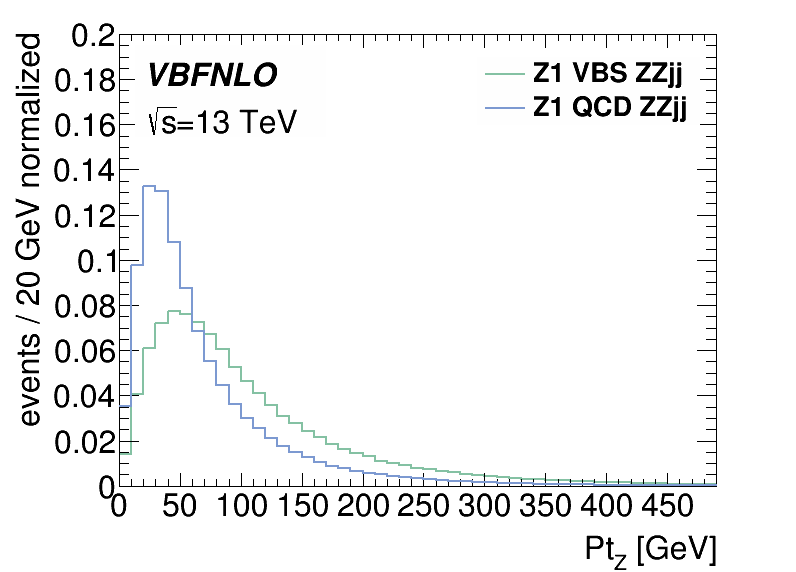 events / 20 GeV normalized
0.2
0.18
0.16
0.14
0.12
0.1
0.08
0.06
0.04
0.02
0
VBFNLO
√s=13 TeV
Z1 VBS ZZjj
Z1 QCD ZZjj
0 50 100 150 200 250 300 350 400 450
Ptz [GeV]